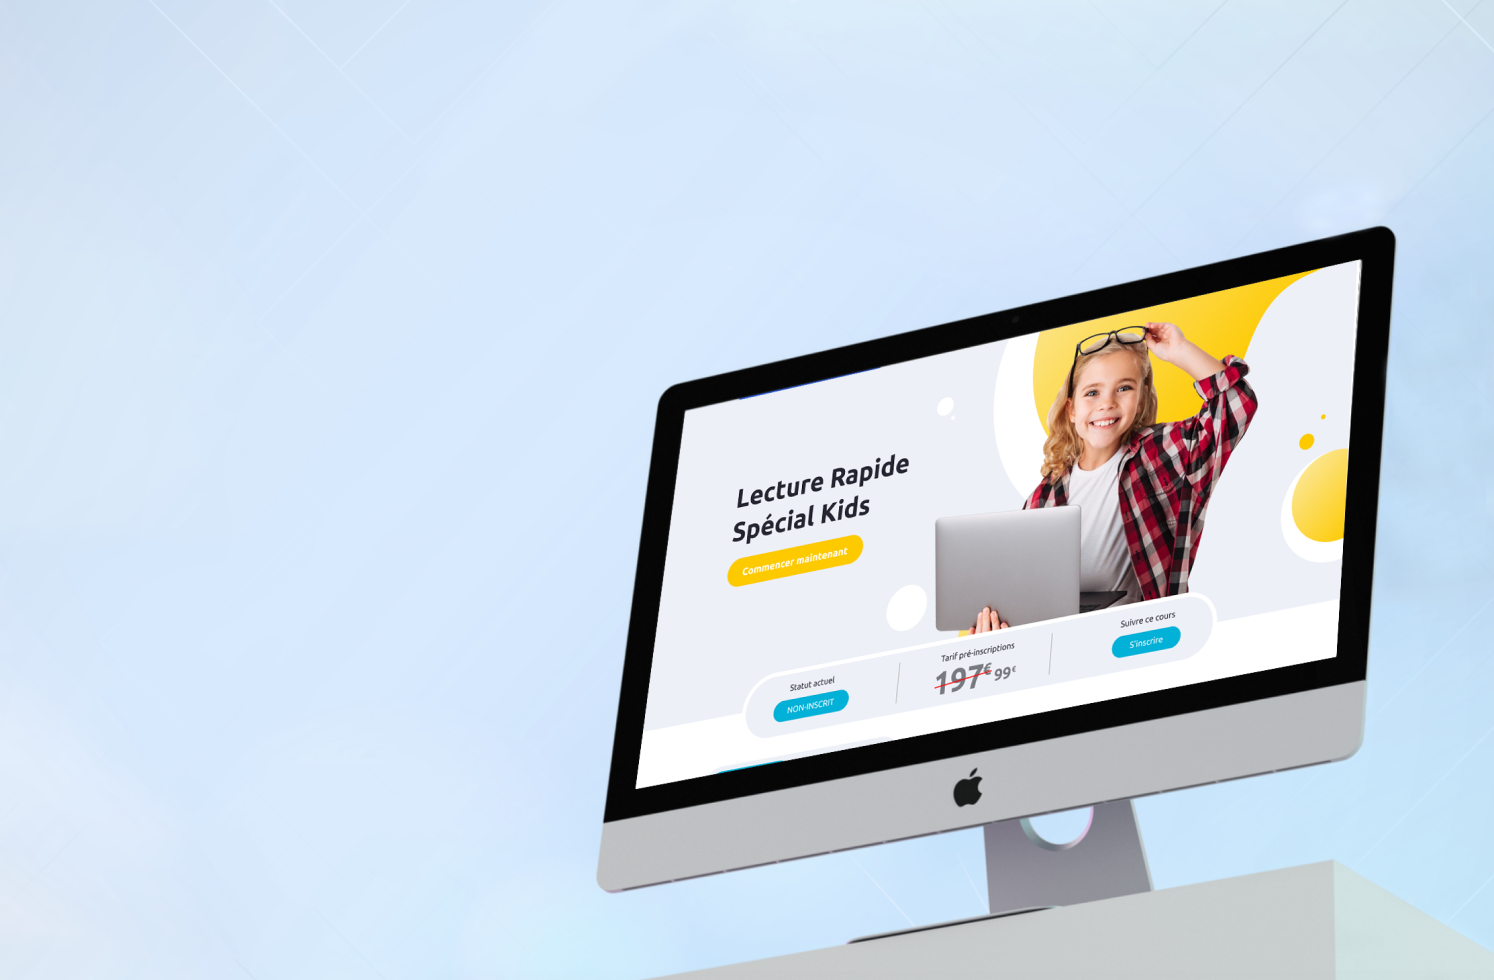 Lecture Rapide
Spécial Kids
Commencer maintenant
Statut actuel
NON-INSCRIT
Tarif pré-inscriptions
197€ 99€
Suivre ce cours
S'inscrire